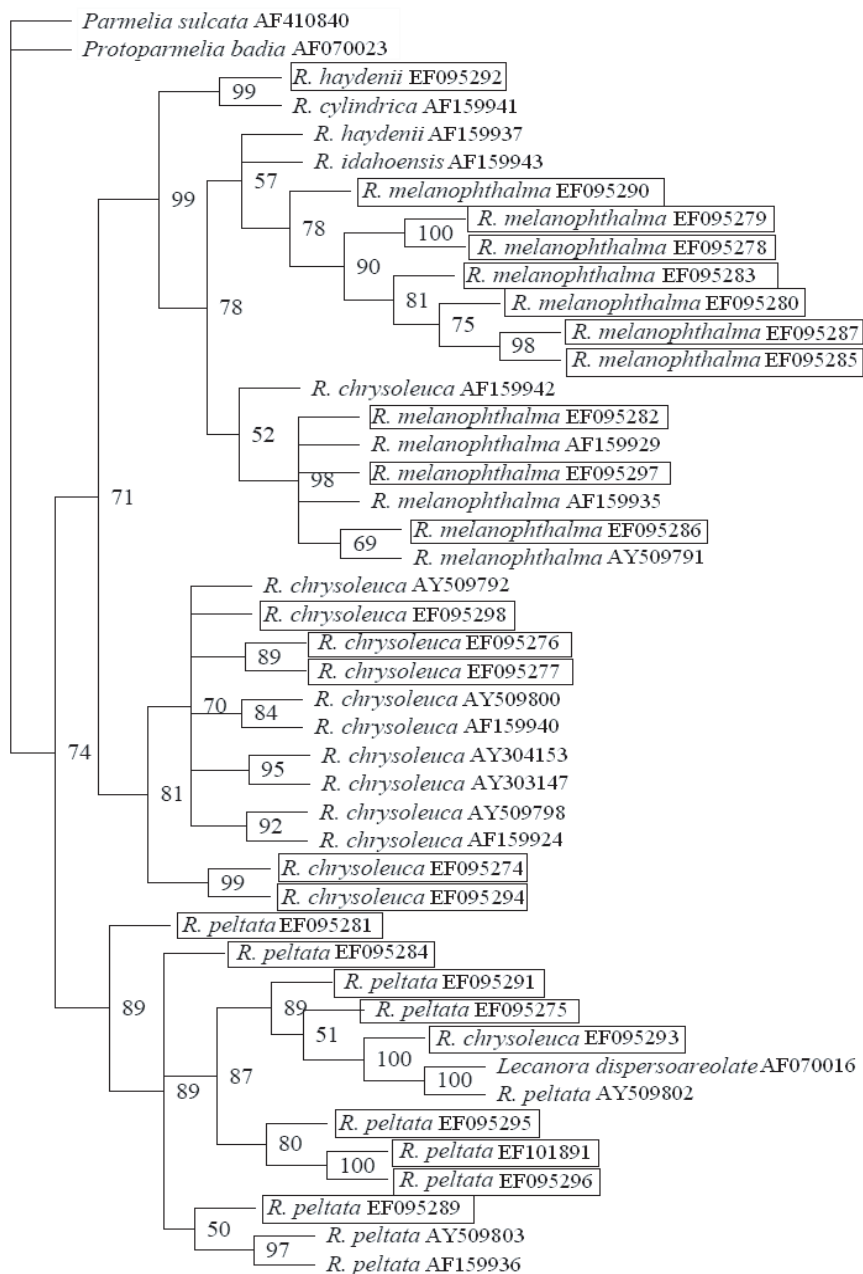 Parmelia sulcata AF410840
Protoparmelia badia AF070023
R. haydenii EF095292
99
R. cylindrica AF159941
R. haydenii AF159937
R. idahoensis AF159943
57
R. melanophthalma EF095290
99
R. melanophthalma EF095279
78
100
R. melanophthalma EF095278
90
R. melanophthalma EF095283
81
R. melanophthalma EF095280
78
75
R. melanophthalma EF095287
98
R. melanophthalma EF095285
R. chrysoleuca AF159942
R. melanophthalma EF095282
52
R. melanophthalma AF159929
R. melanophthalma EF095297
98
71
R. melanophthalma AF159935
R. melanophthalma EF095286
69
R. melanophthalma AY509791
R. chrysoleuca AY509792
R. chrysoleuca EF095298
R. chrysoleuca EF095276
89
R. chrysoleuca EF095277
R. chrysoleuca AY509800
70
84
R. chrysoleuca AF159940
74
R. chrysoleuca AY304153
95
R. chrysoleuca AY303147
81
R. chrysoleuca AY509798
92
R. chrysoleuca AF159924
R. chrysoleuca EF095274
99
R. chrysoleuca EF095294
R. peltata EF095281
R. peltata EF095284
R. peltata EF095291
89
89
R. peltata EF095275
51
R. chrysoleuca EF095293
100
Lecanora dispersoareolate AF070016
87
100
89
R. peltata AY509802
R. peltata EF095295
80
R. peltata EF101891
100
R. peltata EF095296
R. peltata EF095289
50
R. peltata AY509803
97
R. peltata AF159936